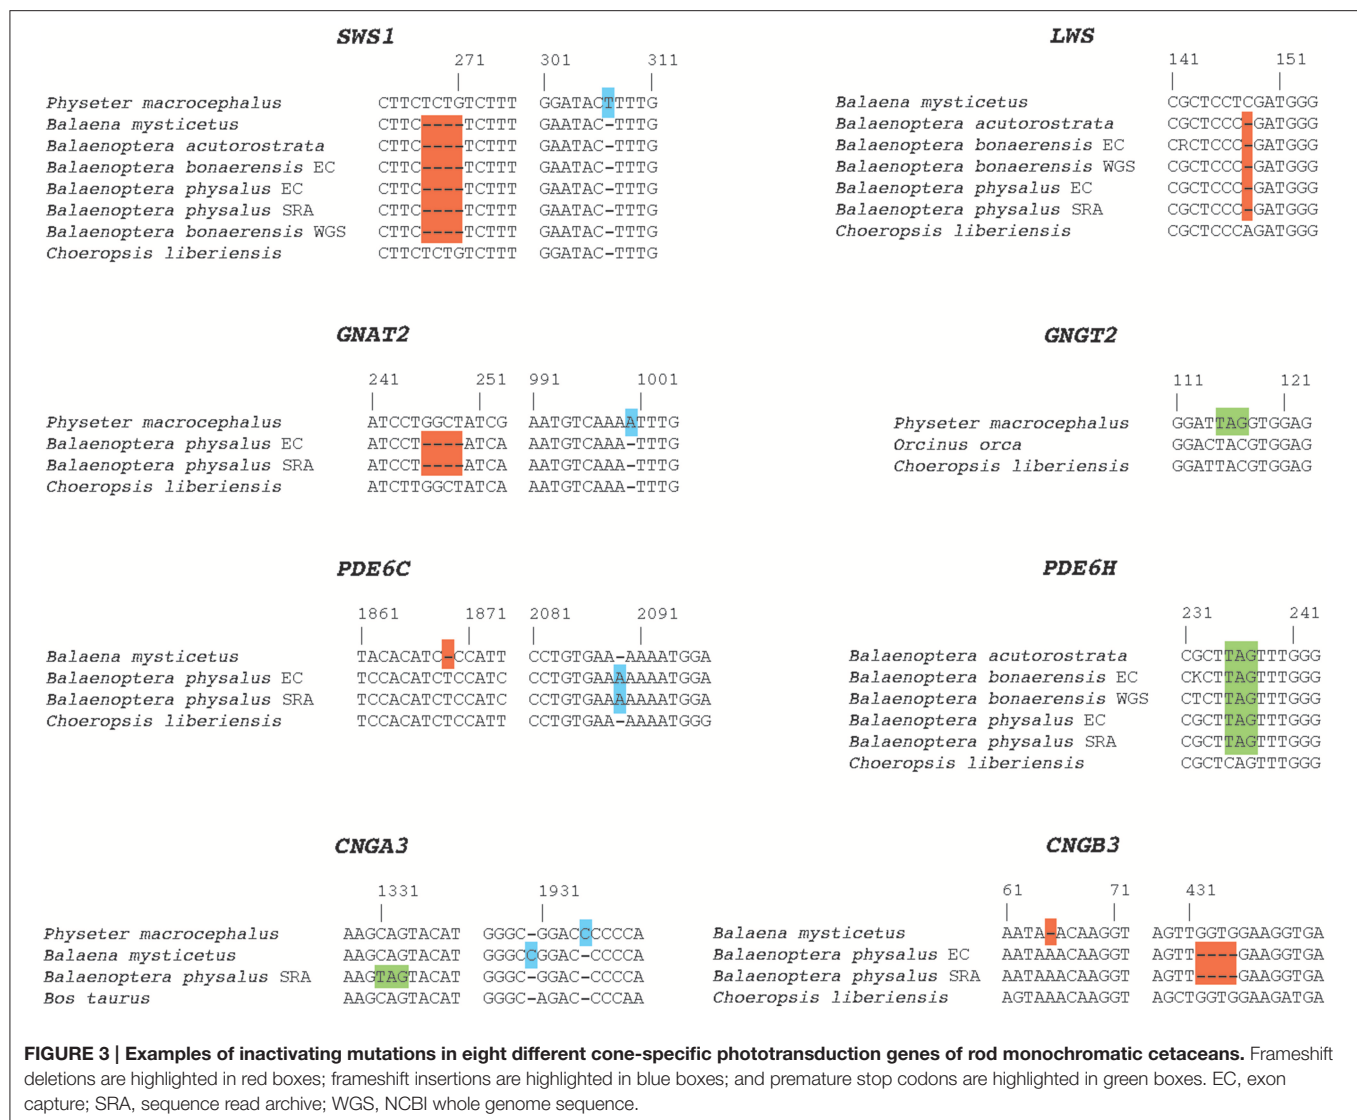 SWS1
271 301 311
Physeter macrocephalus CTTCTCTGTCTTT GGATACTTTTG
Balaena mysticetus CTTC----TCTTT GAATAC-TTTG
Balaenoptera acutorostrata CTTC----TCTTT GAATAC-TTTG
Balaenoptera bonaerensis EC CTTC----TCTTT GAATAC-TTTG
Balaenoptera physalus EC CTTC----TCTTT GAATAC-TTTG
Balaenoptera physalus SRA CTTC----TCTTT GAATAC-TTTG
Balaenoptera bonaerensis WGS CTTC----TCTTT GAATAC-TTTG
Choeropsis liberiensis CTTCTCTGTCTTT GGATAC-TTTG
LWS
141 151
Balaena mysticetus CGCTCCTCGATGGG
Balaenoptera acutorostrata CGCTCCC-GATGGG
Balaenoptera bonaerensis EC CRCTCCC-GATGGG
Balaenoptera bonaerensis WGS CGCTCCC-GATGGG
Balaenoptera physalus EC CGCTCCC-GATGGG
Balaenoptera physalus SRA CGCTCCC-GATGGG
Choeropsis liberiensis CGCTCCCAGATGGG
GNAT2
241 251 991 1001
Physeter macrocephalus ATCCTGGCTATCG AATGTCAAAATTTG
Balaenoptera physalus EC ATCCT----ATCA AATGTCAAA-TTTG
Balaenoptera physalus SRA ATCCT----ATCA AATGTCAAA-TTTG
Choeropsis liberiensis ATCTTGGCTATCA AATGTCAAA-TTTG
GNGT2
111 121
Physeter macrocephalus GGATTAGGTGGAG
Orcinus orca GGACTACGTGGAG
Choeropsis liberiensis GGATTACGTGGAG
PDE6C
1861 1871 2081 2091
Balaena mysticetus TACACATC-CCATT CCTGTGAA-AAAATGGA
Balaenoptera physalus EC TCCACATCTCCATC CCTGTGAAAAAAATGGA
Balaenoptera physalus SRA TCCACATCTCCATC CCTGTGAAAAAAATGGA
Choeropsis liberiensis TCCACATCTCCATT CCTGTGAA-AAAATGGG
PDE6H
231 241
Balaenoptera acutorostrata CGCTTAGTTTGGG
Balaenoptera bonaerensis EC CKCTTAGTTTGGG
Balaenoptera bonaerensis WGS CTCTTAGTTTGGG
Balaenoptera physalus EC CGCTTAGTTTGGG
Balaenoptera physalus SRA CGCTTAGTTTGGG
Choeropsis liberiensis CGCTCAGTTTGGG
CNGA3
1331 1931
Physeter macrocephalus AAGCAGTACAT GGGC-GGACCCCCCA
Balaena mysticetus AAGCAGTACAT GGGCCGGAC-CCCCA
Balaenoptera physalus SRA AAGTAGTACAT GGGC-GGAC-CCCCA
Bos taurus AAGCAGTACAT GGGC-AGAC-CCCAA
CNGB3
61 71 431
Balaena mysticetus AATA-ACAAGGT AGTTGGTGGAAGGTGA
Balaenoptera physalus EC AATAAACAAGGT AGTT----GAAGGTGA
Balaenoptera physalus SRA AATAAACAAGGT AGTT----GAAGGTGA
Choeropsis liberiensis AGTAAACAAGGT AGCTGGTGGAAGATGA
FIGURE 3 | Examples of inactivating mutations in eight different cone-specific phototransduction genes of rod monochromatic cetaceans. Frameshift
deletions are highlighted in red boxes; frameshift insertions are highlighted in blue boxes; and premature stop codons are highlighted in green boxes. EC, exon
capture; SRA, sequence read archive; WGS, NCBI whole genome sequence.